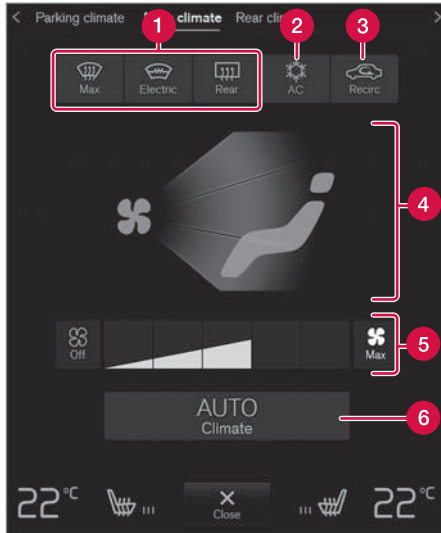 Parking climate climate Rear
1 2 3
Max Electric Rear AC Recirc
4
Off Max
5
AUTO
Climate
6
22°C Close 22°C